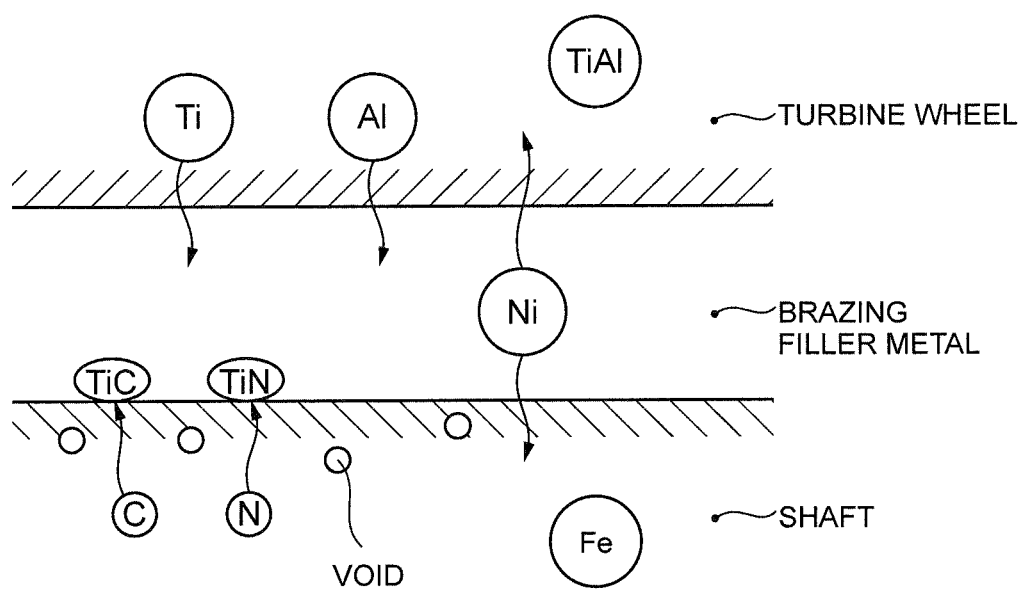 TiAl
Ti
Al
TURBINE WHEEL
Ni
BRAZING
FILLER METAL
TiC
TiN
C
N
SHAFT
Fe
VOID